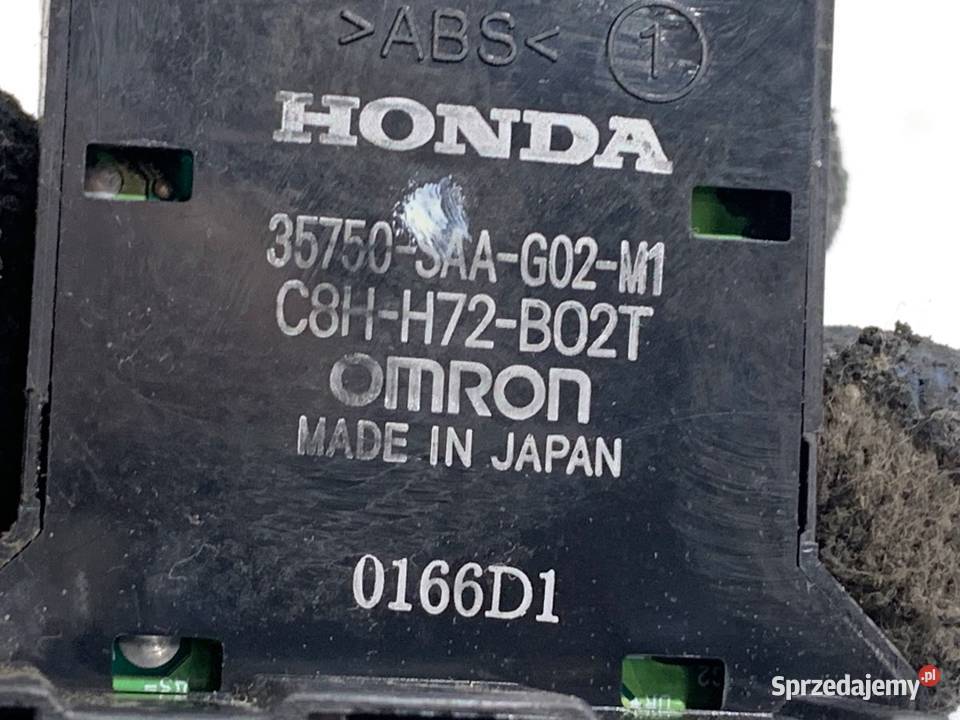 >ABS< 1
HONDA
35750-SAA-G02-M1
C8H-H72-B02T
OMRON
MADE IN JAPAN
0166D1
Sprzedajemy.pl